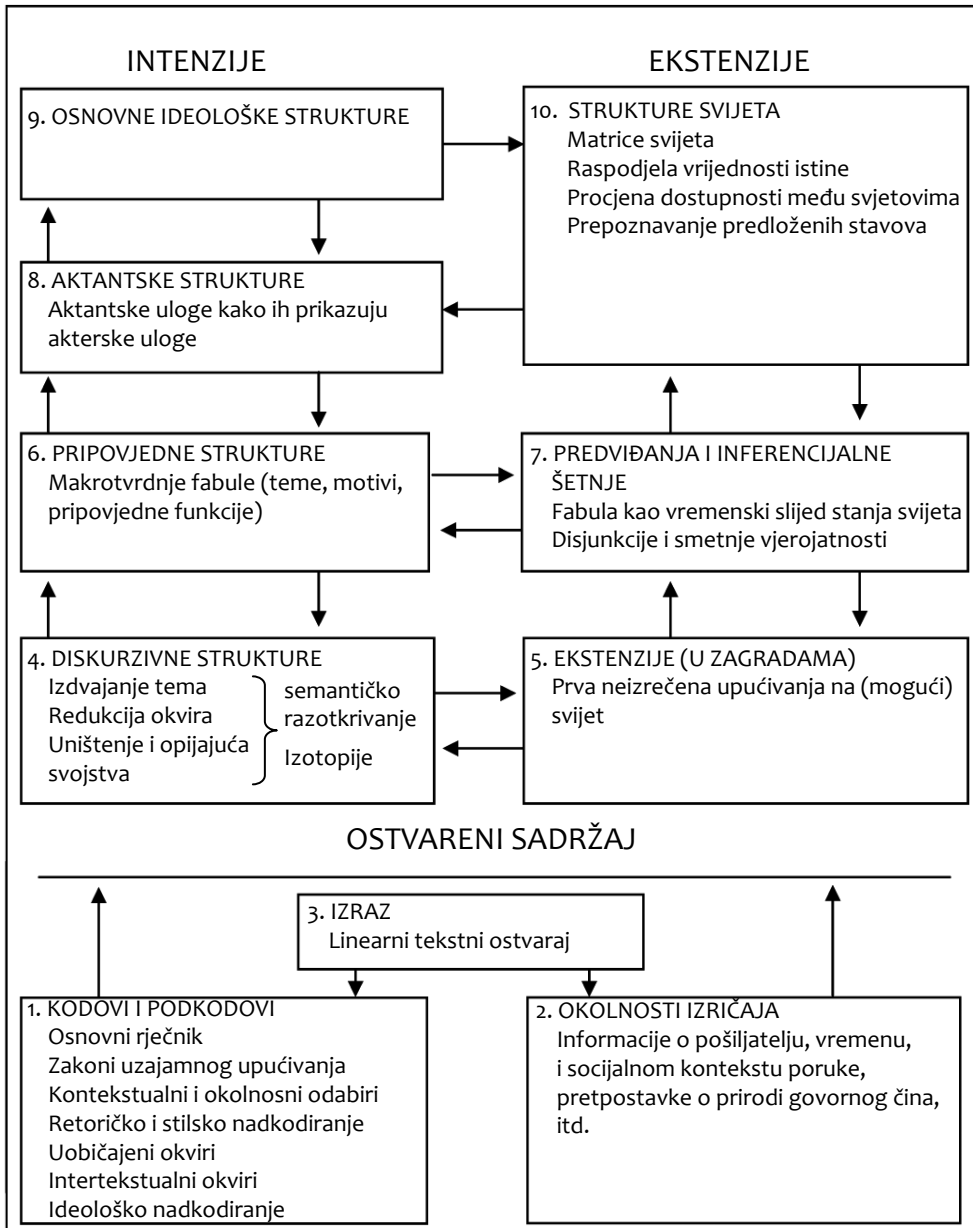 INTENZIJE
EKSTENZIJE
9. OSNOVNE IDEOLOŠKE STRUKTURE
10. STRUKTURE SVIJETA
Matrice svijeta
Raspodjela vrijednosti istine
Procjena dostupnosti među svjetovima
Prepoznavanje predloženih stavova
8. AKTANTSKE STRUKTURE
Aktantske uloge kako ih prikazuju
akterske uloge
6. PRIPOVJEDNE STRUKTURE
Makrotvrdnje fabule (teme, motivi,
pripovjedne funkcije)
7. PREDVIĐANJA I INFERENCIJALNE
ŠETNJE
Fabula kao vremenski slijed stanja svijeta
Disjunkcije i smetnje vjerojatnosti
4. DISKURZIVNE STRUKTURE
Izdvajanje tema
Redukcija okvira
Uništenje i opijajuća
svojstva
semantičko
razotkrivanje
Izotopije
5. EKSTENZIJE (U ZAGRADAMA)
Prva neizrečena upućivanja na (mogući)
svijet
OSTVARENI SADRŽAJ
3. IZRAZ
Linearni tekstni ostvaraj
1. KODOVI I PODKODOVI
Osnovni rječnik
Zakoni uzajamnog upućivanja
Kontekstualni i okolnosni odabiri
Retoričko i stilsko nadkodiranje
Uobičajeni okviri
Intertekstualni okviri
Ideološko nadkodiranje
2. OKOLNOSTI IZRIČAJA
Informacije o pošiljatelju, vremenu,
i socijalnom kontekstu poruke,
pretpostavke o prirodi govornog čina,
itd.